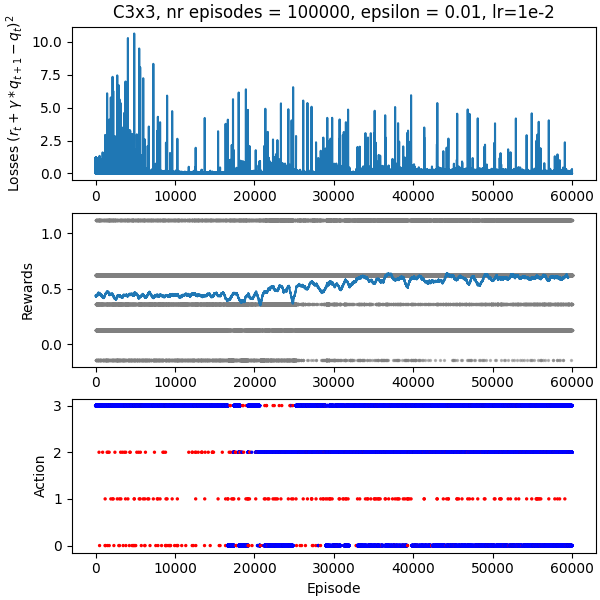 C3x3, nr episodes = 100000, epsilon = 0.01, lr=1e-2
Losses $(r_t + \gamma * q_{t+1} - q_t)^2$
10.0
7.5
5.0
2.5
0.0
0 10000 20000 30000 40000 50000 60000
Rewards
1.0
0.5
0.0
0 10000 20000 30000 40000 50000 60000
Action
3
2
1
0
0 10000 20000 30000 40000 50000 60000
Episode